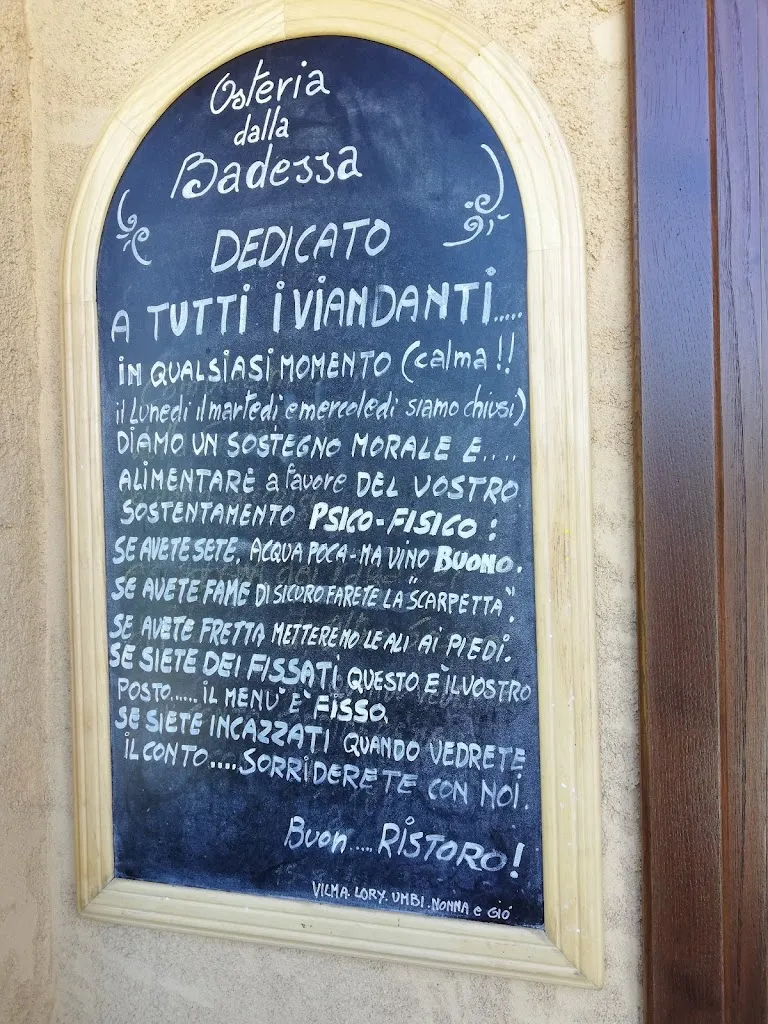 Osteria
dalla
Badessa
DEDICATO
A TUTTI i VIANDANTI.....
iN QUALSiASi MOMENTO (calma !!
il Lunedì il martedì e mercoledì siamo chiusi)
DIAMO UN SOSTEGNO MORALE E....
ALIMENTARE a favore DEL VOSTRO
SOSTENTAMENTO PSICO-FISICO:
SE AVETE SETE, ACQUA POCA-MA VINO BUONO.
SE AVETE FAME DI SICURO FARETE LA "SCARPETTA".
SE AVETE FRETTA METTEREMO LE ALI Ai PiEDi.
SE SIETE DEI FISSATI QUESTO E' iL VOSTRO
POSTO..... iL MENU' E' FISSO.
SE SIETE INCAZZATI QUANDO VEDRETE
iL CONTO.....SORRIDERETE CON NOI.
Buon.... RISTORO!
VILMA. LORY. UMBI. NONNA e GIO'